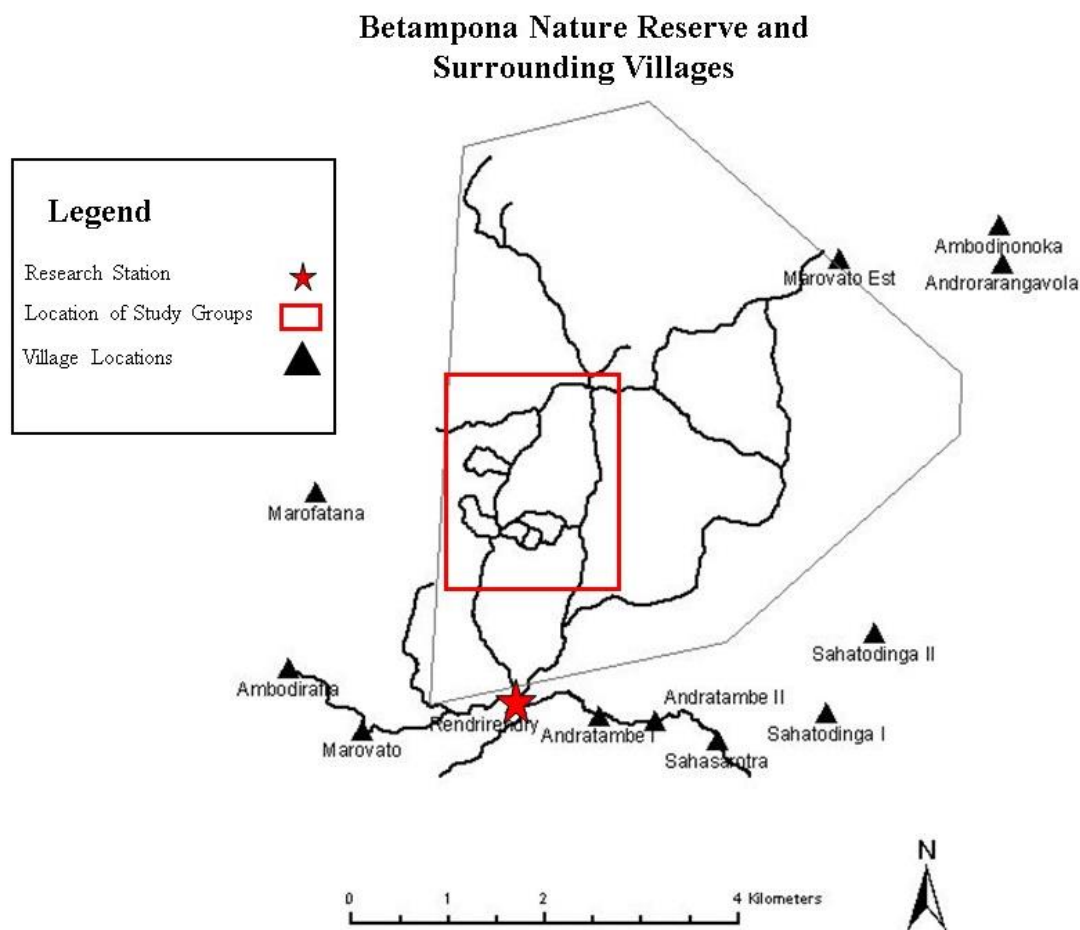 Betampona Nature Reserve and
Surrounding Villages
Legend
Research Station
Location of Study Groups
Village Locations
Ambodinonoka
Marovato Est
Androrarangavola
Marofatana
Sahatodinga II
Ambodirafia
Andratambe II
Rendrirendry
Andratambe I
Sahatodinga I
Marovato
Sahasarotra
N
0 1 2 4 Kilometers